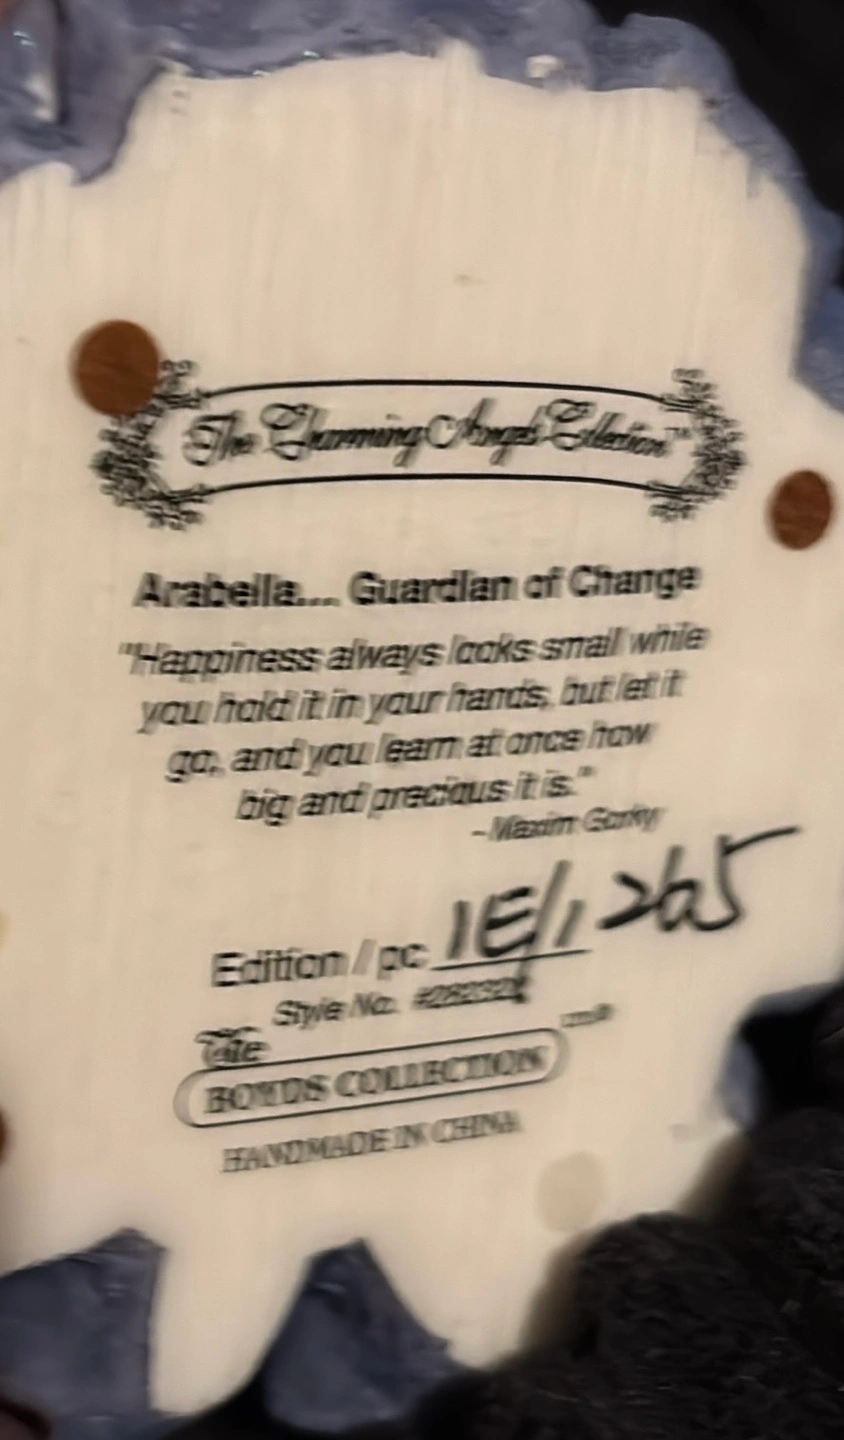 The Charming Angel Collection™
Arabella... Guardian of Change
"Happiness always looks small while
you hold it in your hands, but let it
go, and you learn at once how
big and precious it is."
- Maxim Gorky
Edition / pc 1E/1265
Style No.
The
BOYDS COLLECTION
HANDMADE IN CHINA